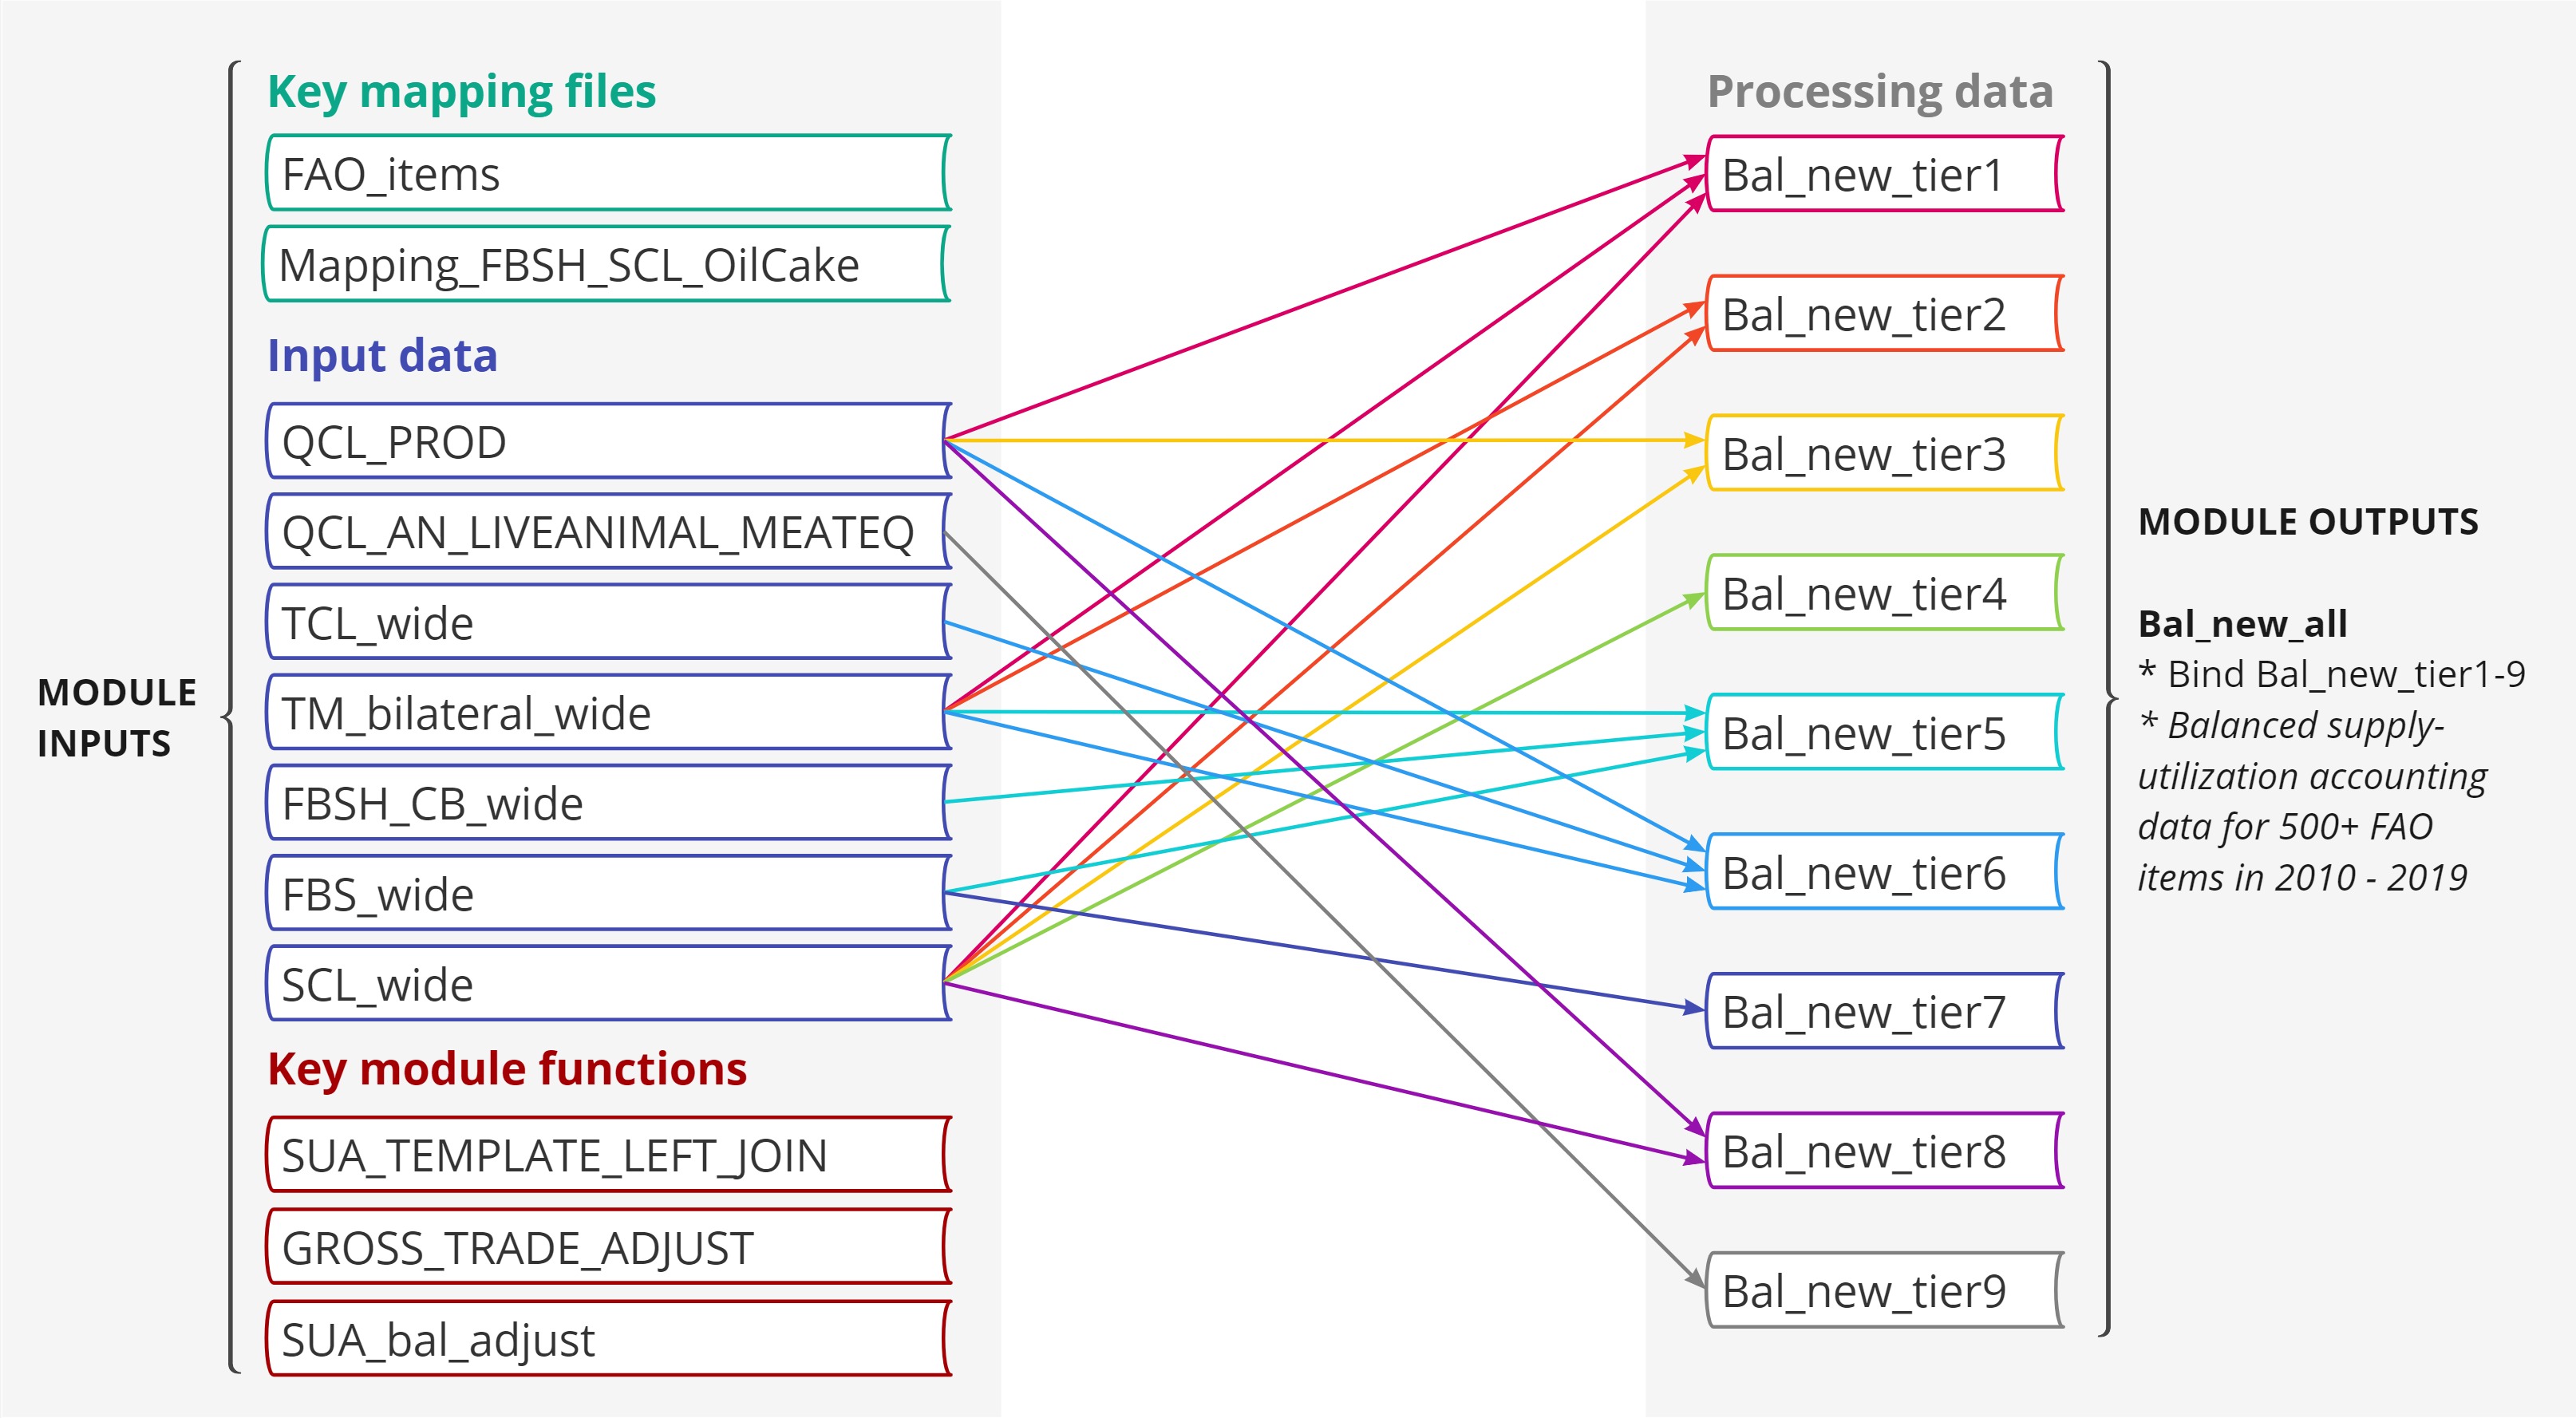 MODULE
INPUTS
Key mapping files
FAO_items
Mapping_FBSH_SCL_OilCake
Input data
QCL_PROD
QCL_AN_LIVEANIMAL_MEATEQ
TCL_wide
TM_bilateral_wide
FBSH_CB_wide
FBS_wide
SCL_wide
Key module functions
SUA_TEMPLATE_LEFT_JOIN
GROSS_TRADE_ADJUST
SUA_bal_adjust
Processing data
Bal_new_tier1
Bal_new_tier2
Bal_new_tier3
Bal_new_tier4
Bal_new_tier5
Bal_new_tier6
Bal_new_tier7
Bal_new_tier8
Bal_new_tier9
MODULE OUTPUTS
Bal_new_all
* Bind Bal_new_tier1-9
* Balanced supply-
utilization accounting
data for 500+ FAO
items in 2010 - 2019